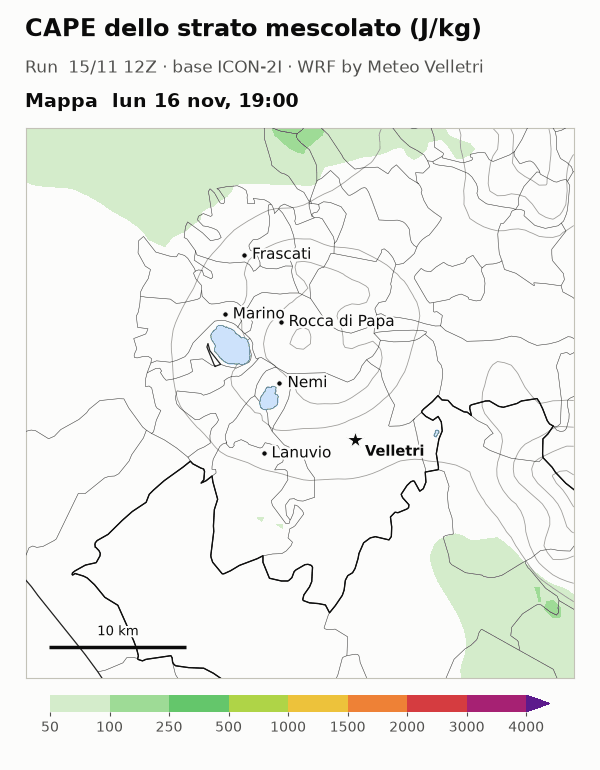 CAPE dello strato mescolato (J/kg)
Run  15/11 12Z · base ICON-2I · WRF by Meteo Velletri
Mappa  lun 16 nov, 19:00
Frascati
Marino
Rocca di Papa
Nemi
Velletri
Lanuvio
10 km
50 100 250 500 1000 1500 2000 3000 4000